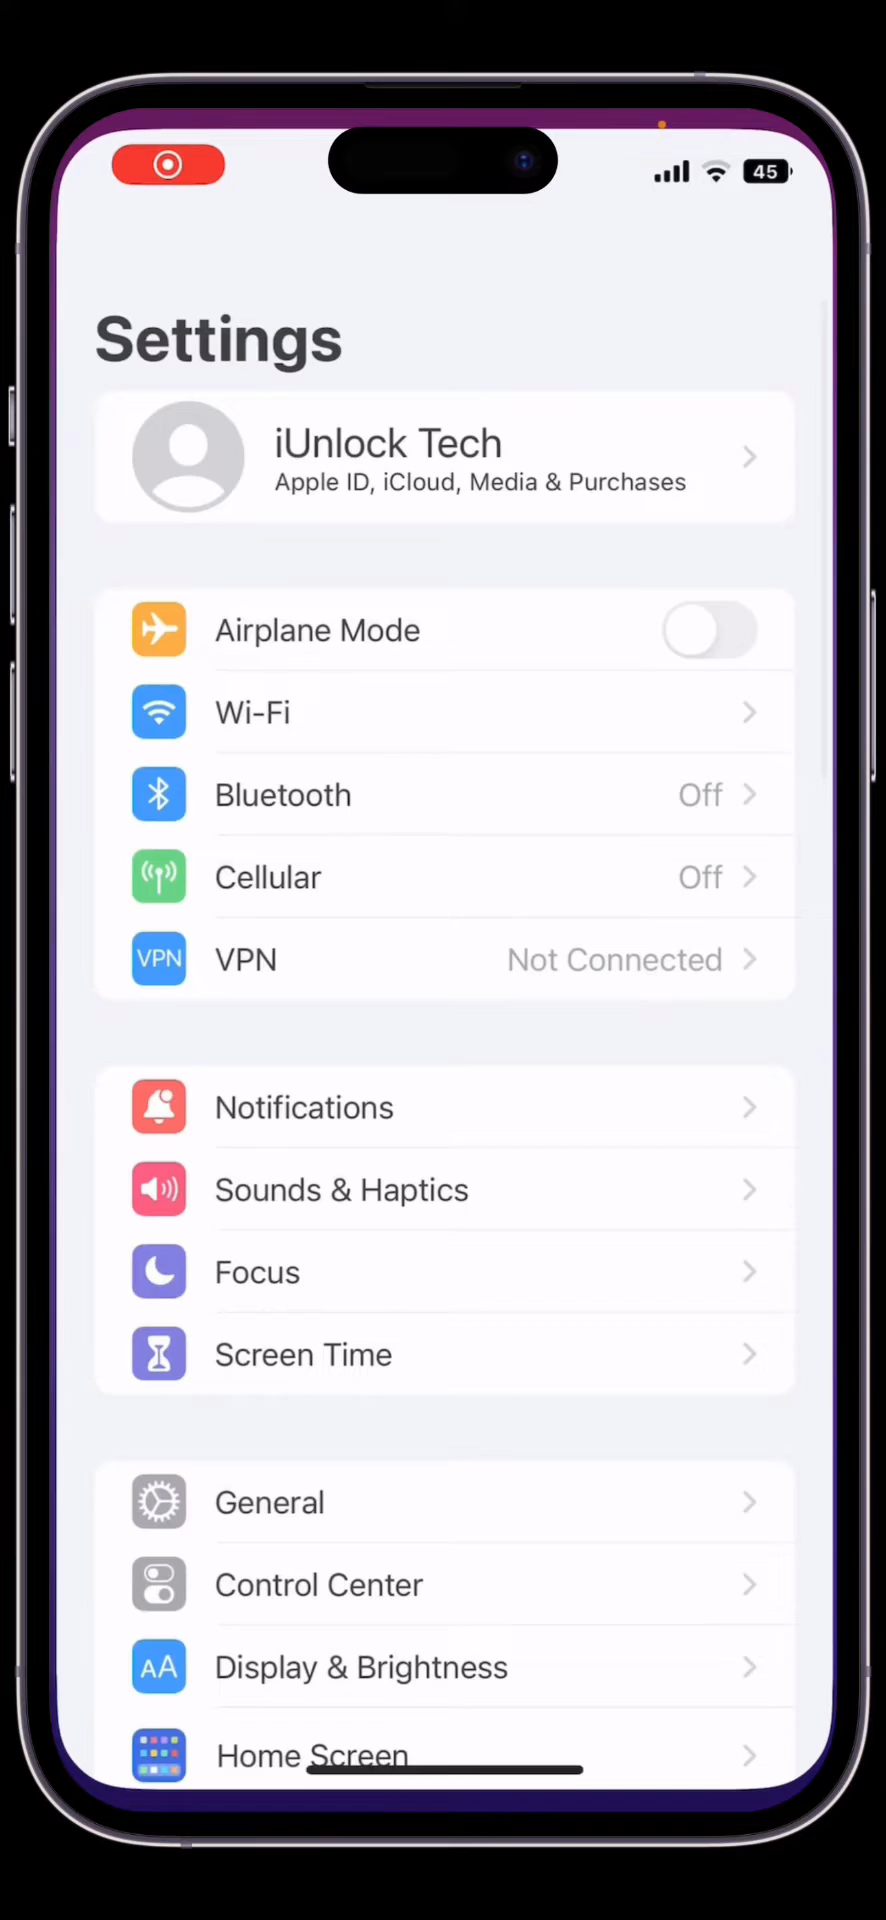 45
Settings
iUnlock Tech
Apple ID, iCloud, Media & Purchases
Airplane Mode
Wi-Fi
Bluetooth Off
Cellular Off
VPN VPN Not Connected
Notifications
Sounds & Haptics
Focus
Screen Time
General
Control Center
AA Display & Brightness
Home Screen